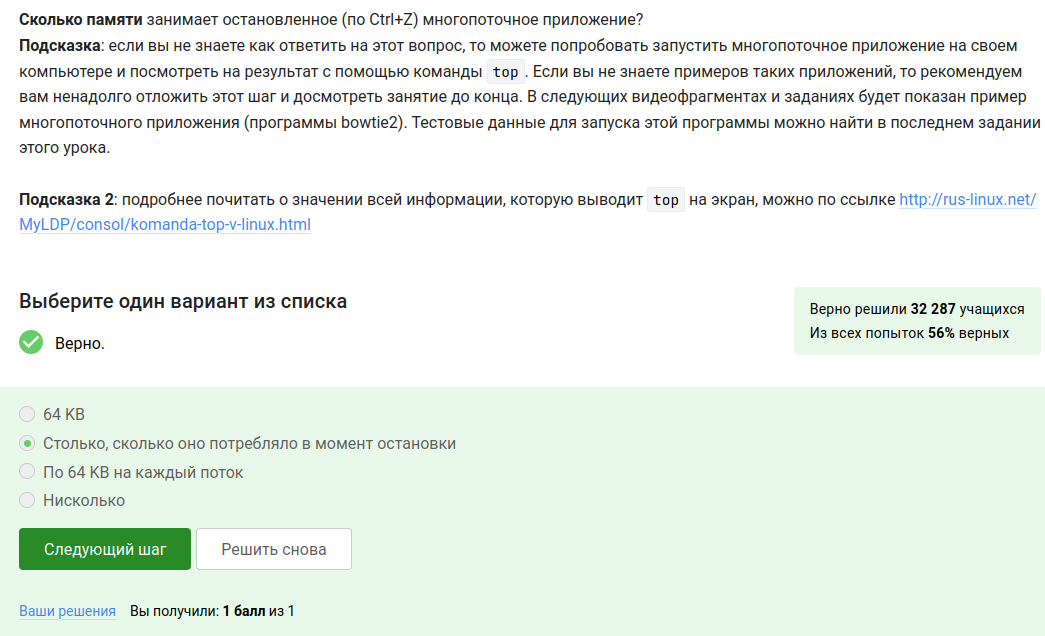 Сколько памяти занимает остановленное (по Ctrl+Z) многопоточное приложение?
Подсказка: если вы не знаете как ответить на этот вопрос, то можете попробовать запустить многопоточное приложение на своем
компьютере и посмотреть на результат с помощью команды top. Если вы не знаете примеров таких приложений, то рекомендуем
вам ненадолго отложить этот шаг и досмотреть занятие до конца. В следующих видеофрагментах и заданиях будет показан пример
многопоточного приложения (программы bowtie2). Тестовые данные для запуска этой программы можно найти в последнем задании
этого урока.
Подсказка 2: подробнее почитать о значении всей информации, которую выводит top на экран, можно по ссылке http://rus-linux.net/
MyLDP/consol/komanda-top-v-linux.html
Выберите один вариант из списка
Верно.
Верно решили 32 287 учащихся
Из всех попыток 56% верных
64 KB
Столько, сколько оно потребляло в момент остановки
По 64 KB на каждый поток
Нисколько
Следующий шаг
Решить снова
Ваши решения Вы получили: 1 балл из 1